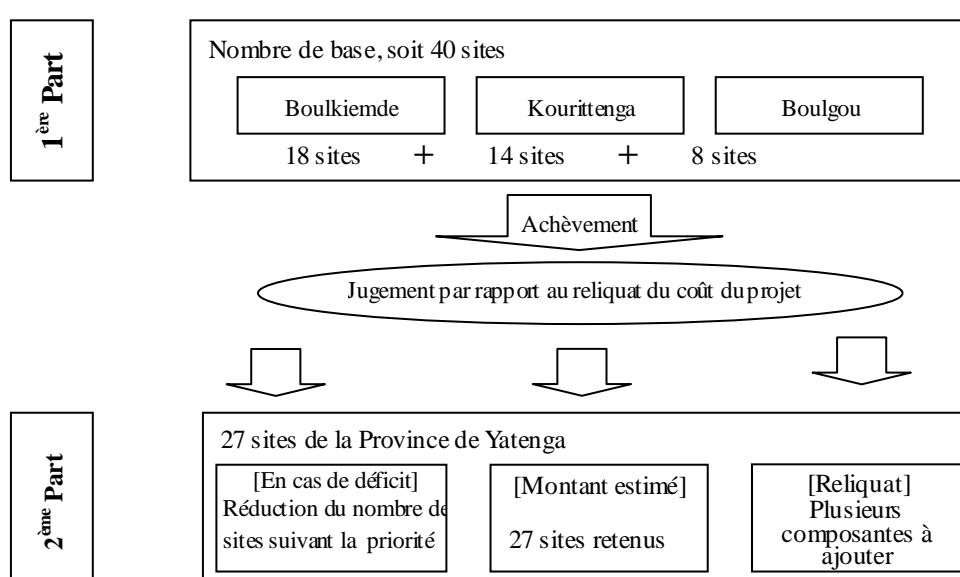 1ère Part
Nombre de base, soit 40 sites
Boulkiemde
Kourittenga
Boulgou
18 sites + 14 sites + 8 sites
Achèvement
Jugement par rapport au reliquat du coût du projet
2ème Part
27 sites de la Province de Yatenga
[En cas de déficit]
Réduction du nombre de
sites suivant la priorité
[Montant estimé]
27 sites retenus
[Reliquat]
Plusieurs
composantes à
ajouter